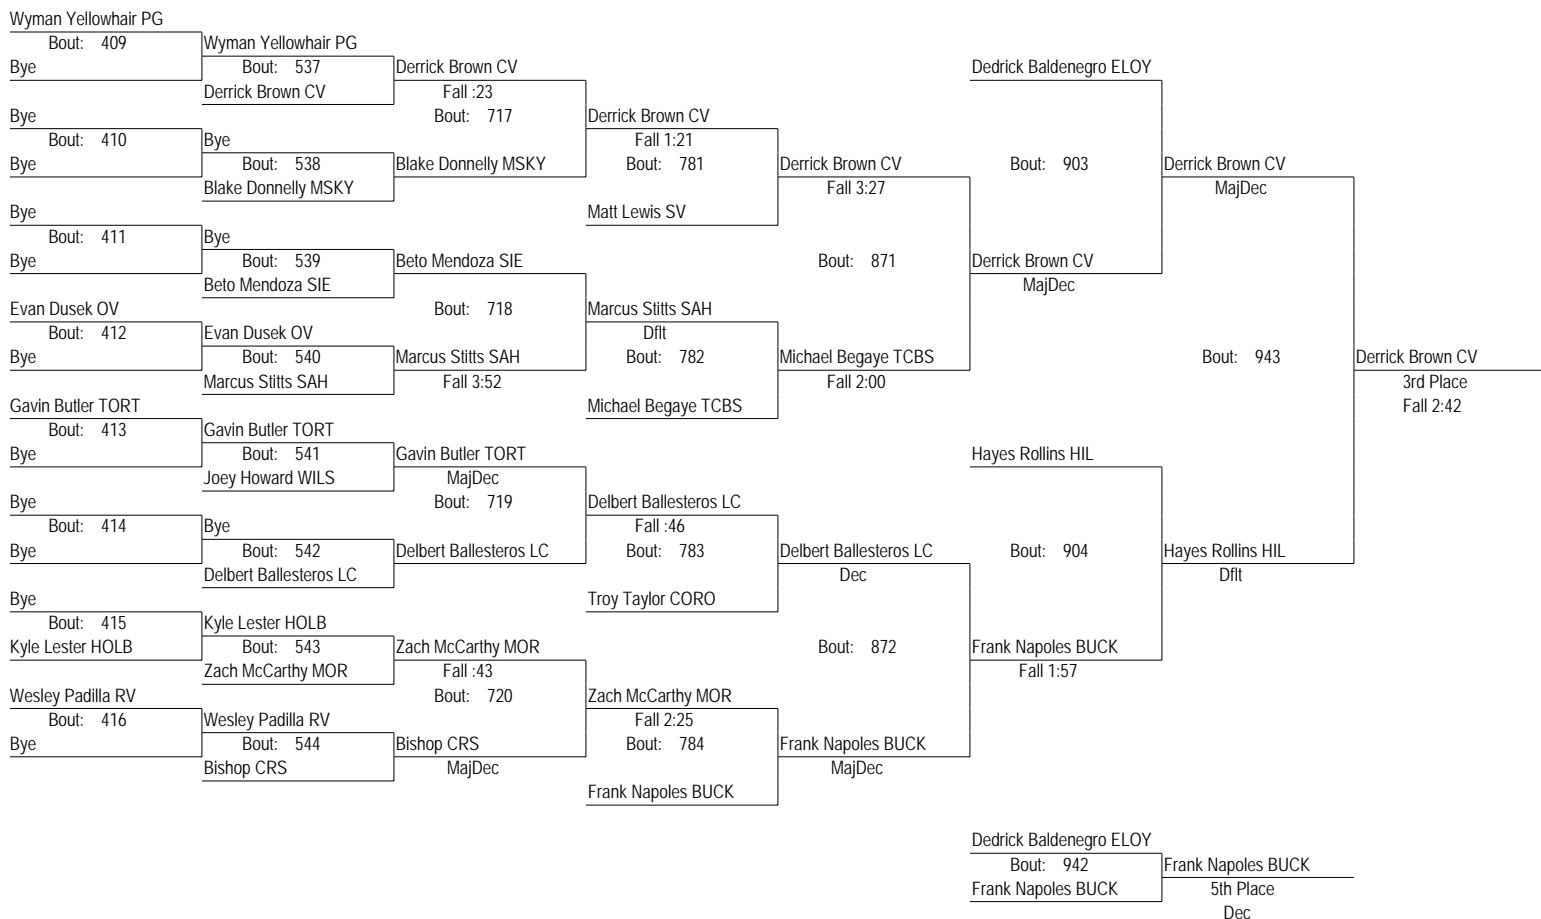 Wyman Yellowhair PG
Bout: 409
Bye
Bye
Bout: 410
Bye
Bye
Bout: 411
Bye
Evan Dusek OV
Bout: 412
Bye
Gavin Butler TORT
Bout: 413
Bye
Bye
Bout: 414
Bye
Bye
Bout: 415
Kyle Lester HOLB
Wesley Padilla RV
Bout: 416
Bye
Wyman Yellowhair PG
Bout: 537
Derrick Brown CV
Bye
Bout: 538
Blake Donnelly MSKY
Bye
Bout: 539
Beto Mendoza SIE
Evan Dusek OV
Bout: 540
Marcus Stitts SAH
Gavin Butler TORT
Bout: 541
Joey Howard WILS
Bye
Bout: 542
Delbert Ballesteros LC
Kyle Lester HOLB
Bout: 543
Zach McCarthy MOR
Wesley Padilla RV
Bout: 544
Bishop CRS
Derrick Brown CV
Fall :23
Bout: 717
Blake Donnelly MSKY
Beto Mendoza SIE
Bout: 718
Marcus Stitts SAH
Fall 3:52
Gavin Butler TORT
MajDec
Bout: 719
Delbert Ballesteros LC
Zach McCarthy MOR
Fall :43
Bout: 720
Bishop CRS
MajDec
Derrick Brown CV
Fall 1:21
Bout: 781
Matt Lewis SV
Marcus Stitts SAH
Dflt
Bout: 782
Michael Begaye TCBS
Delbert Ballesteros LC
Fall :46
Bout: 783
Troy Taylor CORO
Zach McCarthy MOR
Fall 2:25
Bout: 784
Frank Napoles BUCK
Derrick Brown CV
Fall 3:27
Bout: 871
Michael Begaye TCBS
Fall 2:00
Delbert Ballesteros LC
Dec
Bout: 872
Frank Napoles BUCK
MajDec
Dedrick Baldenegro ELOY
Bout: 903
Derrick Brown CV
MajDec
Hayes Rollins HIL
Bout: 904
Frank Napoles BUCK
Fall 1:57
Derrick Brown CV
MajDec
Bout: 943
Hayes Rollins HIL
Dflt
Derrick Brown CV
3rd Place
Fall 2:42
Dedrick Baldenegro ELOY
Bout: 942
Frank Napoles BUCK
Frank Napoles BUCK
5th Place
Dec